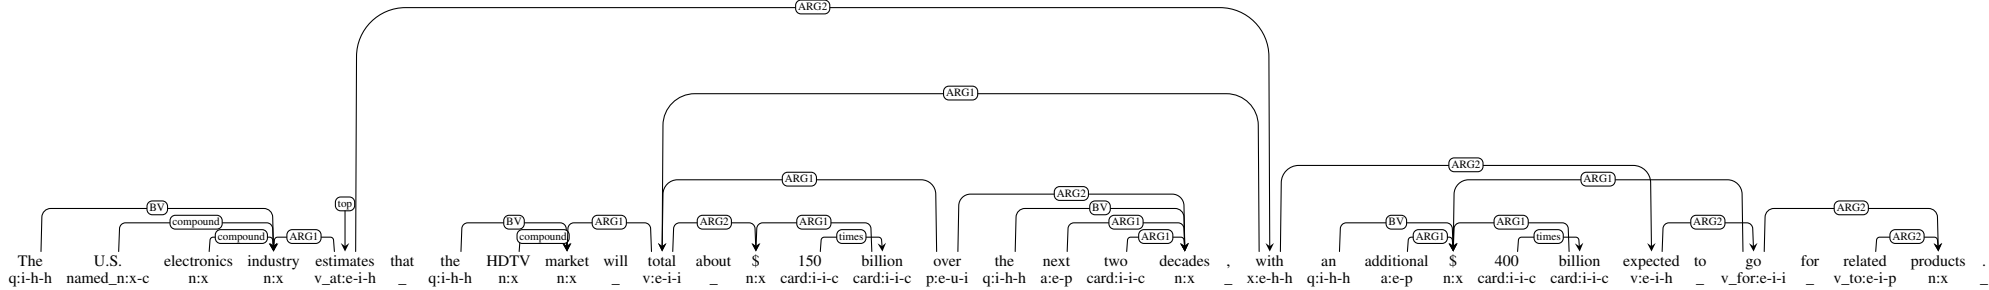 ARG2
ARG1
ARG2
ARG1 ARG1
ARG2
top BV BV ARG2
compound BV ARG1 ARG2 ARG1 ARG1 BV ARG1 ARG2
compound ARG1 compound times ARG1 ARG1 times ARG2
The U.S. electronics industry estimates that the HDTV market will total about $ 150 billion over the next two decades , with an additional $ 400 billion expected to go for related products .
q:i-h-h named_n:x-c n:x n:x v_at:e-i-h _ q:i-h-h n:x n:x _ v:e-i-i _ n:x card:i-i-c card:i-i-c p:e-u-i q:i-h-h a:e-p card:i-i-c n:x _ x:e-h-h q:i-h-h a:e-p n:x card:i-i-c card:i-i-c v:e-i-h _ v_for:e-i-i _ v_to:e-i-p n:x _